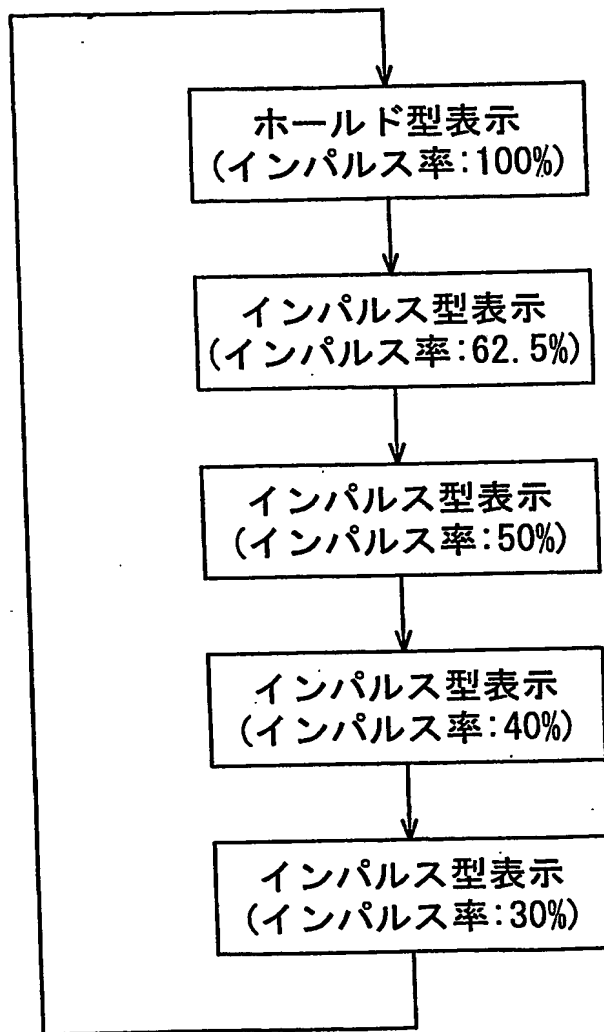 ホールド型表示
(インパルス率:100%)
インパルス型表示
(インパルス率:62.5%)
インパルス型表示
(インパルス率:50%)
インパルス型表示
(インパルス率:40%)
インパルス型表示
(インパルス率:30%)